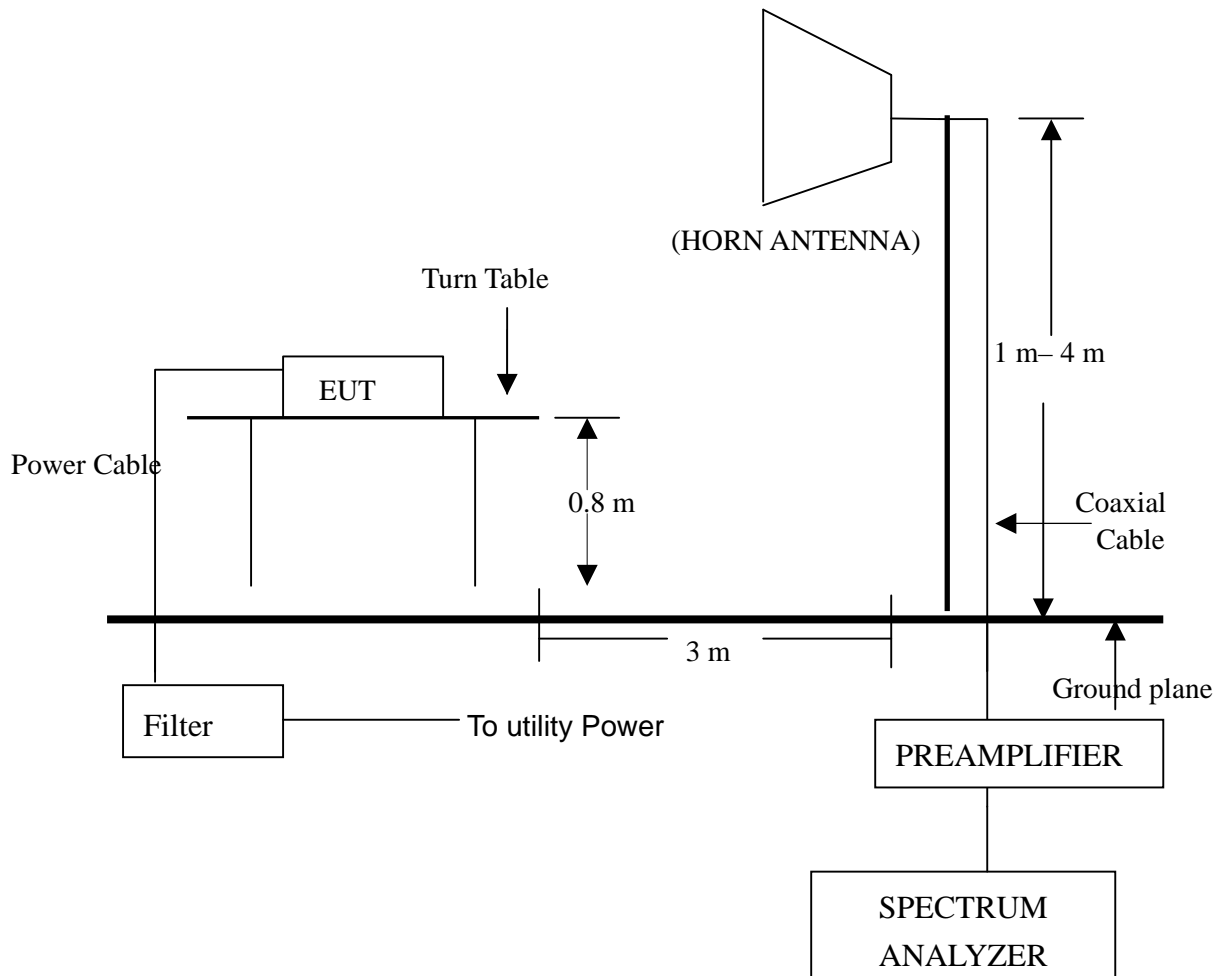 (HORN ANTENNA)
Turn Table
1 m– 4 m
EUT
Power Cable
0.8 m
Coaxial
Cable
3 m
Ground plane
Filter
To utility Power
PREAMPLIFIER
SPECTRUM
ANALYZER